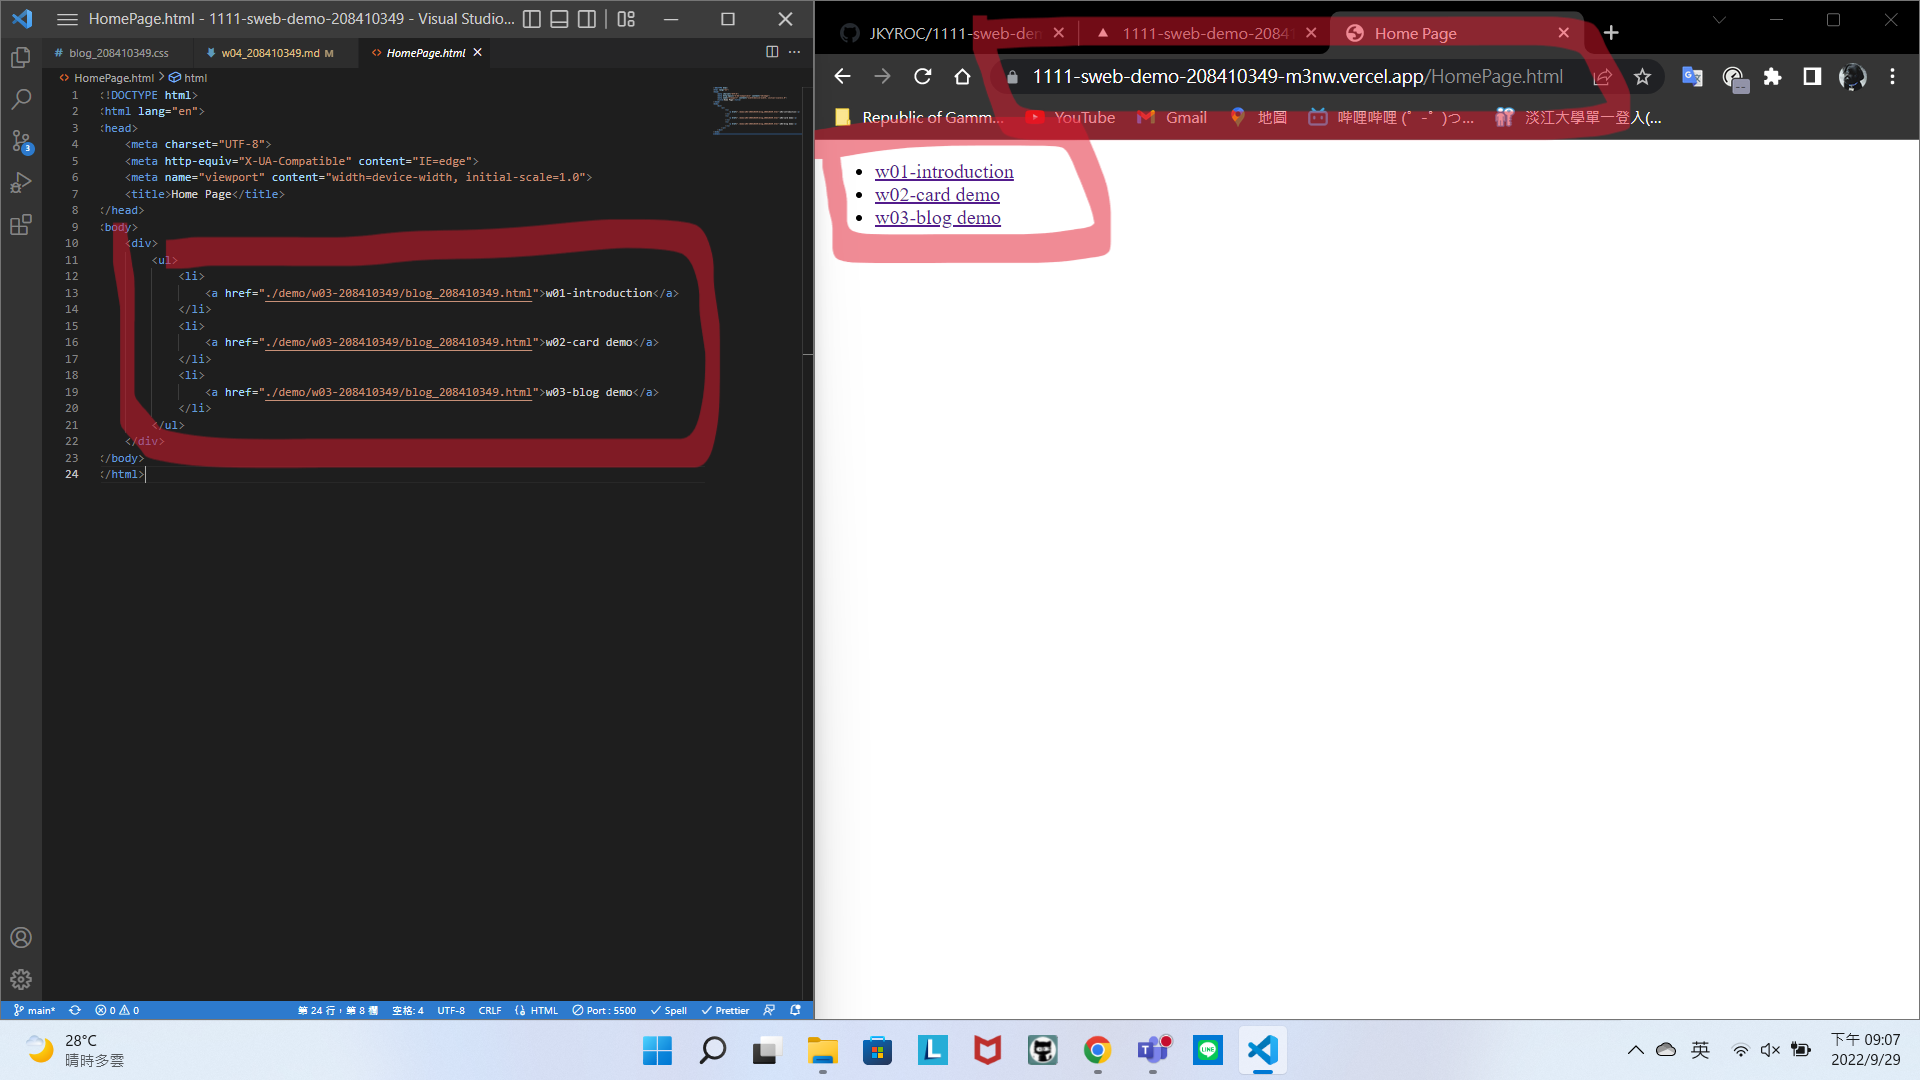 HomePage.html - 1111-sweb-demo-208410349 - Visual Studio...
# blog_208410349.css
w04_208410349.md M
<> HomePage.html
<> HomePage.html > html
1 <!DOCTYPE html>
2 <html lang="en">
3 <head>
4 <meta charset="UTF-8">
5 <meta http-equiv="X-UA-Compatible" content="IE=edge">
6 <meta name="viewport" content="width=device-width, initial-scale=1.0">
7 <title>Home Page</title>
8 </head>
9 <body>
10 <div>
11 <ul>
12 <li>
13 <a href="./demo/w03-208410349/blog_208410349.html">w01-introduction</a>
14 </li>
15 <li>
16 <a href="./demo/w03-208410349/blog_208410349.html">w02-card demo</a>
17 </li>
18 <li>
19 <a href="./demo/w03-208410349/blog_208410349.html">w03-blog demo</a>
20 </li>
21 </ul>
22 </div>
23 </body>
24 </html>
3
main*
0 0
第 24 行,第 8 欄
空格: 4
UTF-8
CRLF
HTML
Port : 5500
Spell
Prettier
JKYROC/1111-sweb-den
1111-sweb-demo-20841
Home Page
1111-sweb-demo-208410349-m3nw.vercel.app/HomePage.html
Republic of Gamm...
YouTube
Gmail
地圖
哔哩哔哩 (゜-゜)つ...
淡江大學單一登入(...
w01-introduction
w02-card demo
w03-blog demo
28°C
晴時多雲
L
LINE
英
下午 09:07
2022/9/29